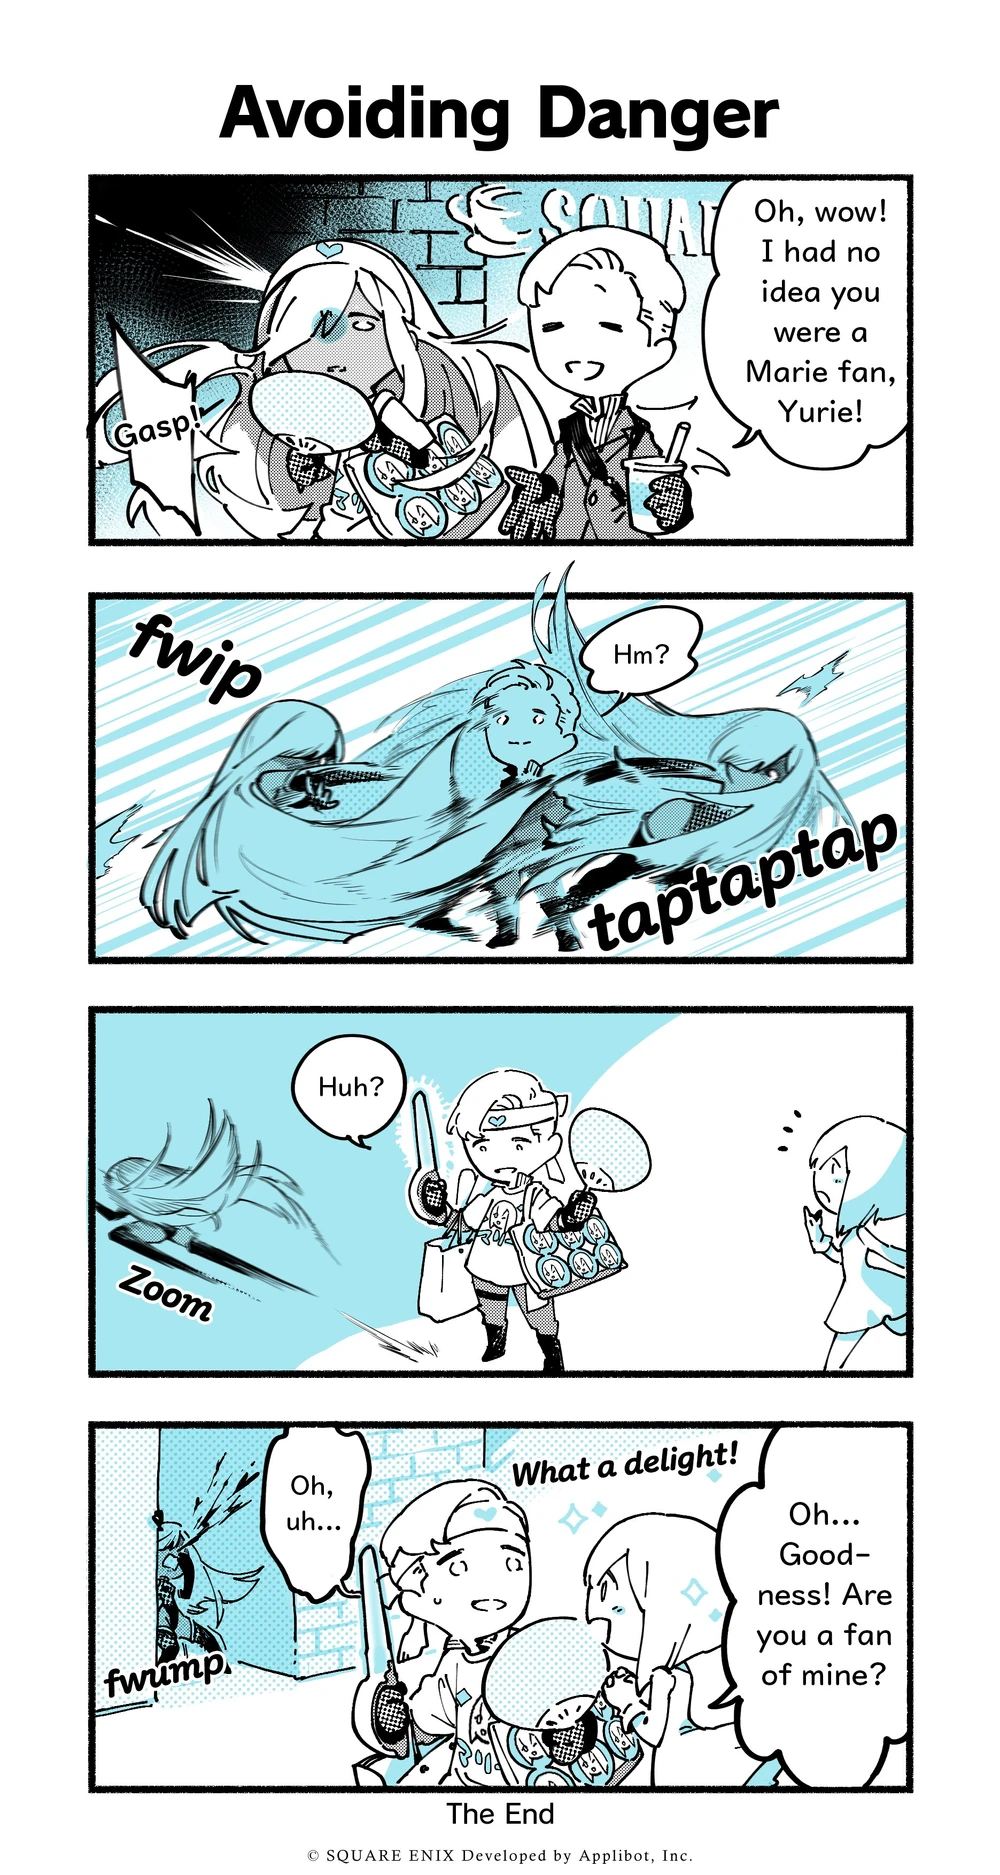 Avoiding Danger
SQUAR
Oh, wow!
I had no
idea you
were a
Marie fan,
Yurie!
Gasp!
fwip
Hm?
taptaptap
Huh?
Zoom
What a delight!
Oh,
uh...
Oh...
Good-
ness! Are
you a fan
of mine?
fwump
The End
© SQUARE ENIX Developed by Applibot, Inc.